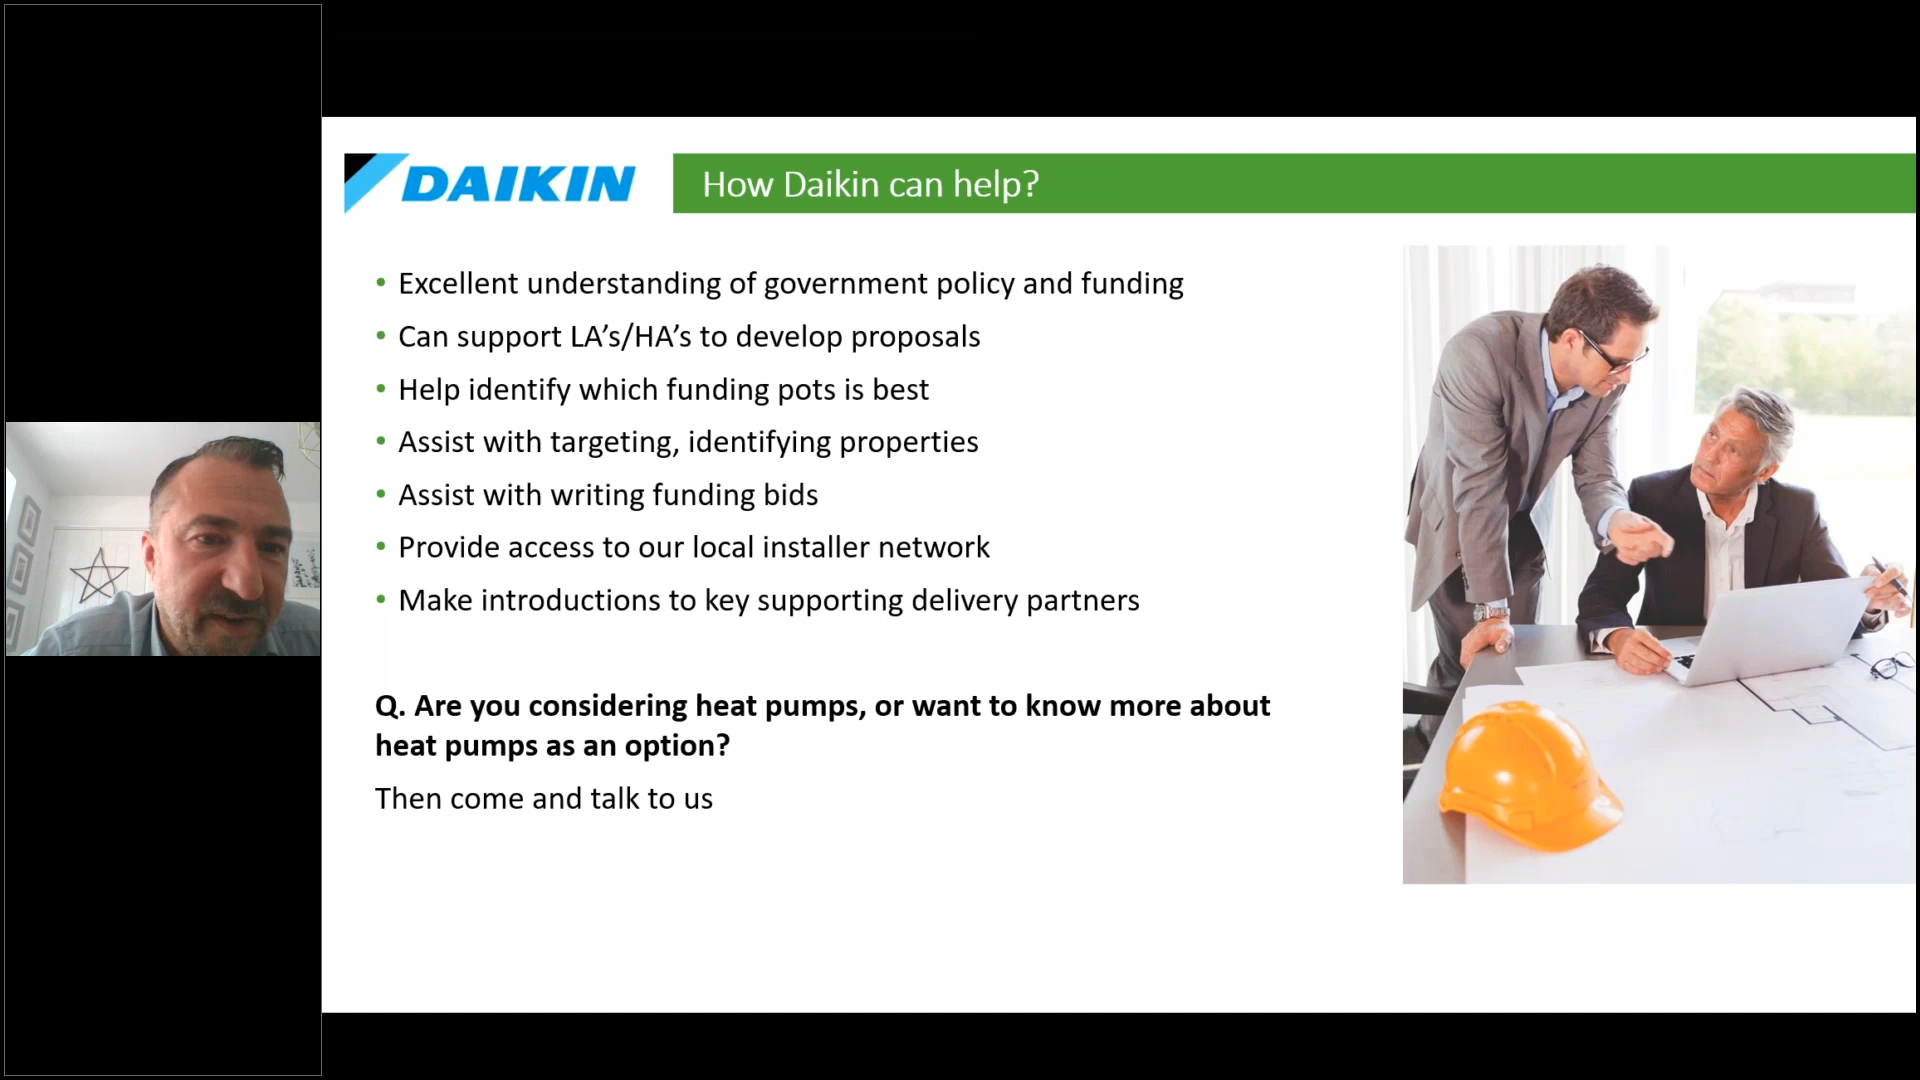 DAIKIN
How Daikin can help?
• Excellent understanding of government policy and funding
• Can support LA’s/HA’s to develop proposals
• Help identify which funding pots is best
• Assist with targeting, identifying properties
• Assist with writing funding bids
• Provide access to our local installer network
• Make introductions to key supporting delivery partners
Q. Are you considering heat pumps, or want to know more about
heat pumps as an option?
Then come and talk to us